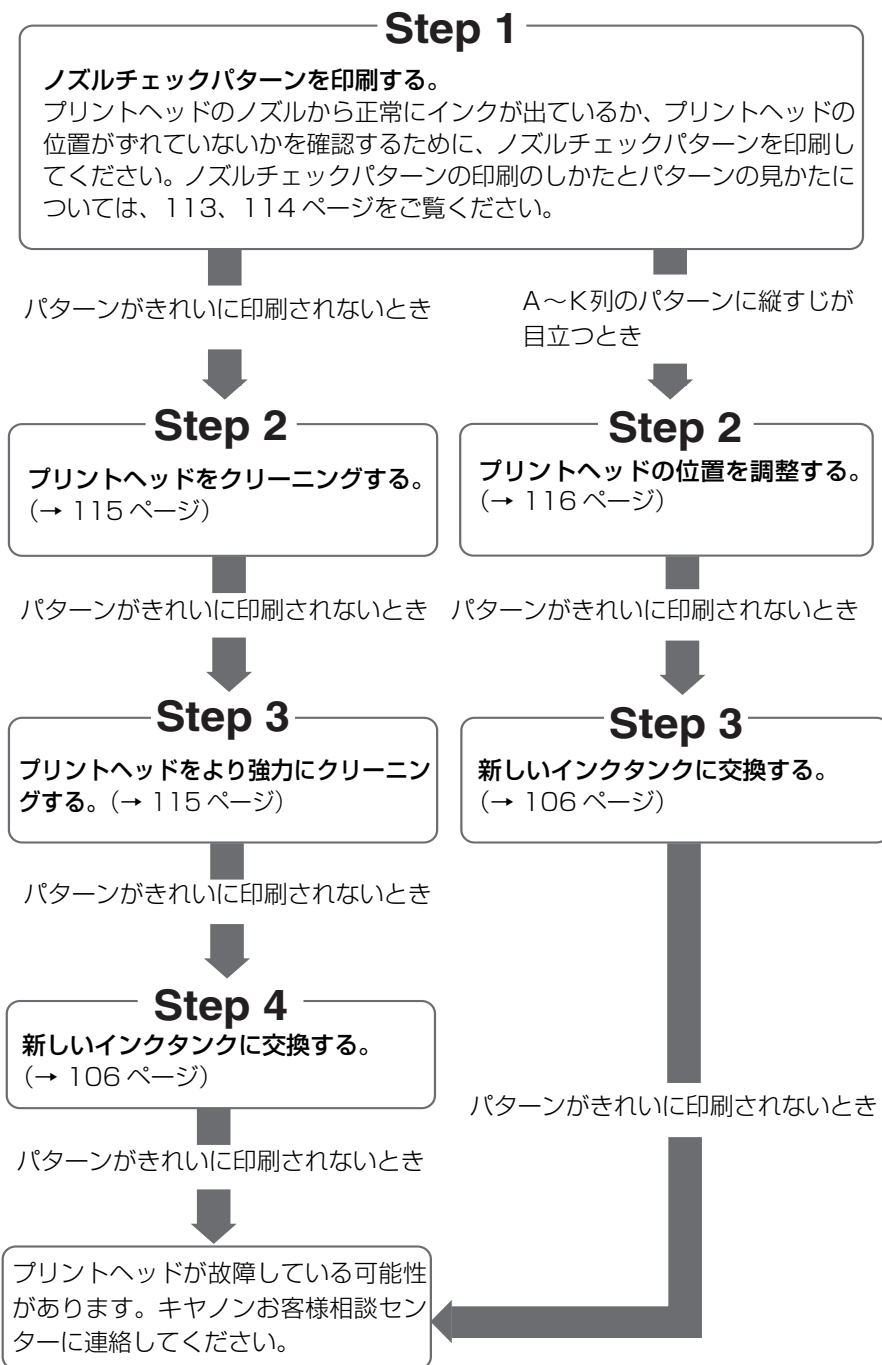 Step 1
ノズルチェックパターンを印刷する。
プリントヘッドのノズルから正常にインクが出ているか、プリントヘッドの
位置がずれていないかを確認するために、ノズルチェックパターンを印刷し
てください。ノズルチェックパターンの印刷のしかたとパターンの見かたに
ついては、113、114 ページをご覧ください。
パターンがきれいに印刷されないとき
A〜K列のパターンに縦すじが
目立つとき
Step 2
プリントヘッドをクリーニングする。
(→ 115 ページ)
Step 2
プリントヘッドの位置を調整する。
(→ 116 ページ)
パターンがきれいに印刷されないとき
パターンがきれいに印刷されないとき
Step 3
プリントヘッドをより強力にクリーニン
グする。(→ 115 ページ)
Step 3
新しいインクタンクに交換する。
(→ 106 ページ)
パターンがきれいに印刷されないとき
Step 4
新しいインクタンクに交換する。
(→ 106 ページ)
パターンがきれいに印刷されないとき
パターンがきれいに印刷されないとき
プリントヘッドが故障している可能性
があります。キヤノンお客様相談セン
ターに連絡してください。